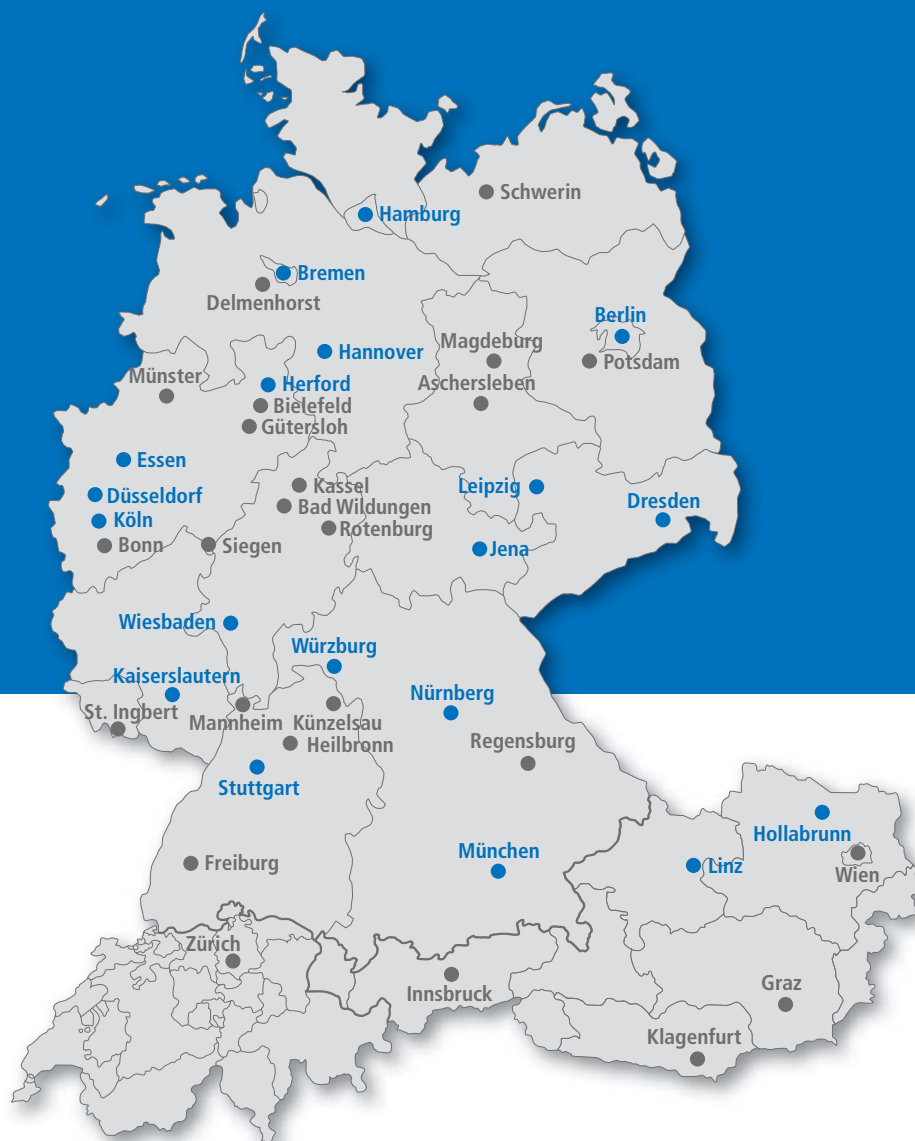 Schwerin
Hamburg
Bremen
Delmenhorst
Berlin
Hannover
Magdeburg
Potsdam
Münster
Herford
Aschersleben
Bielefeld
Gütersloh
Essen
Kassel
Leipzig
Düsseldorf
Bad Wildungen
Dresden
Köln
Rotenburg
Bonn
Siegen
Jena
Wiesbaden
Würzburg
Kaiserslautern
Nürnberg
St. Ingbert
Mannheim
Künzelsau
Heilbronn
Regensburg
Stuttgart
Hollabrunn
München
Freiburg
Linz
Wien
Zürich
Innsbruck
Graz
Klagenfurt